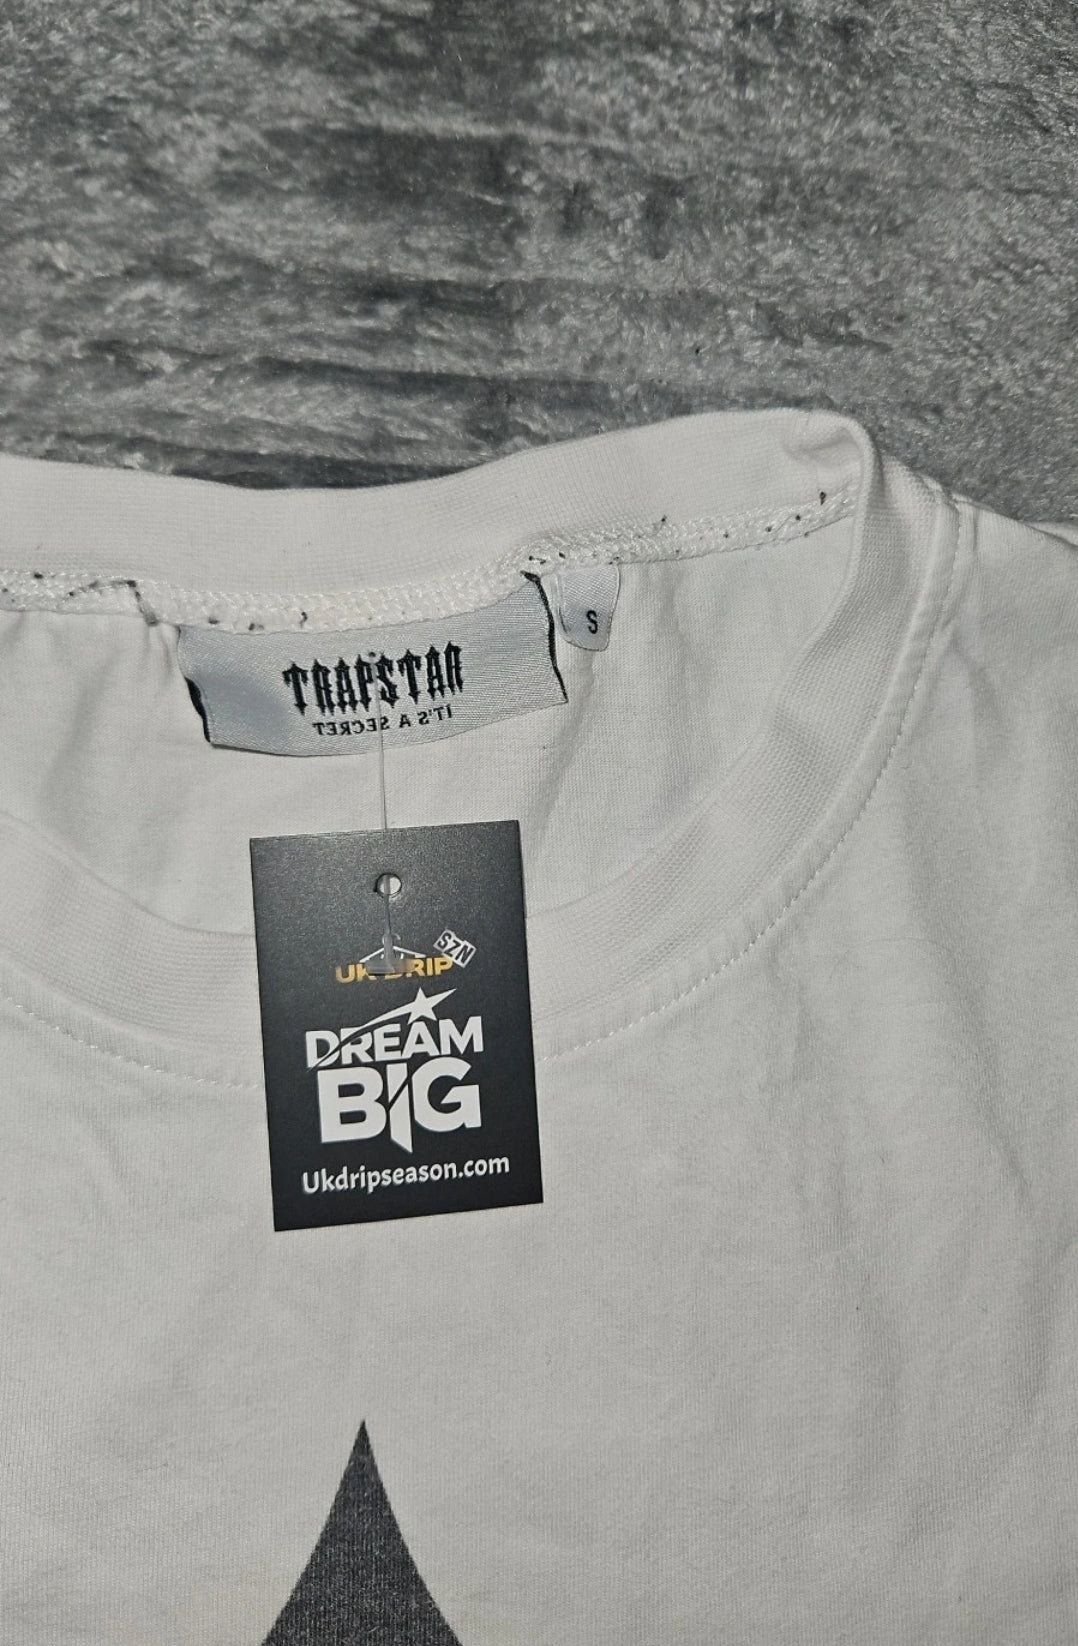 TRAPSTAR
IT'S A SECRET
S
SZN
UK DRIP
DREAM
BIG
Ukdripseason.com